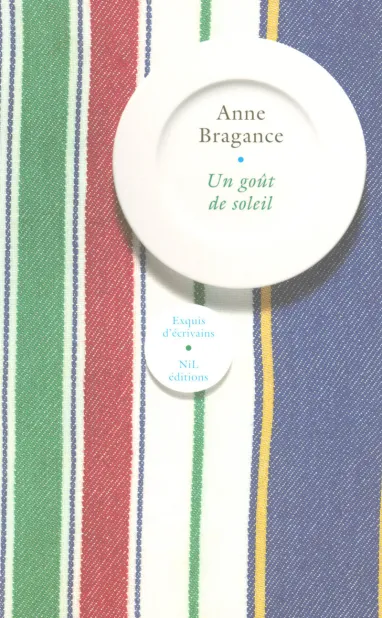 Anne
Bragance
Un goût
de soleil
Exquis
d'écrivains
NiL
éditions